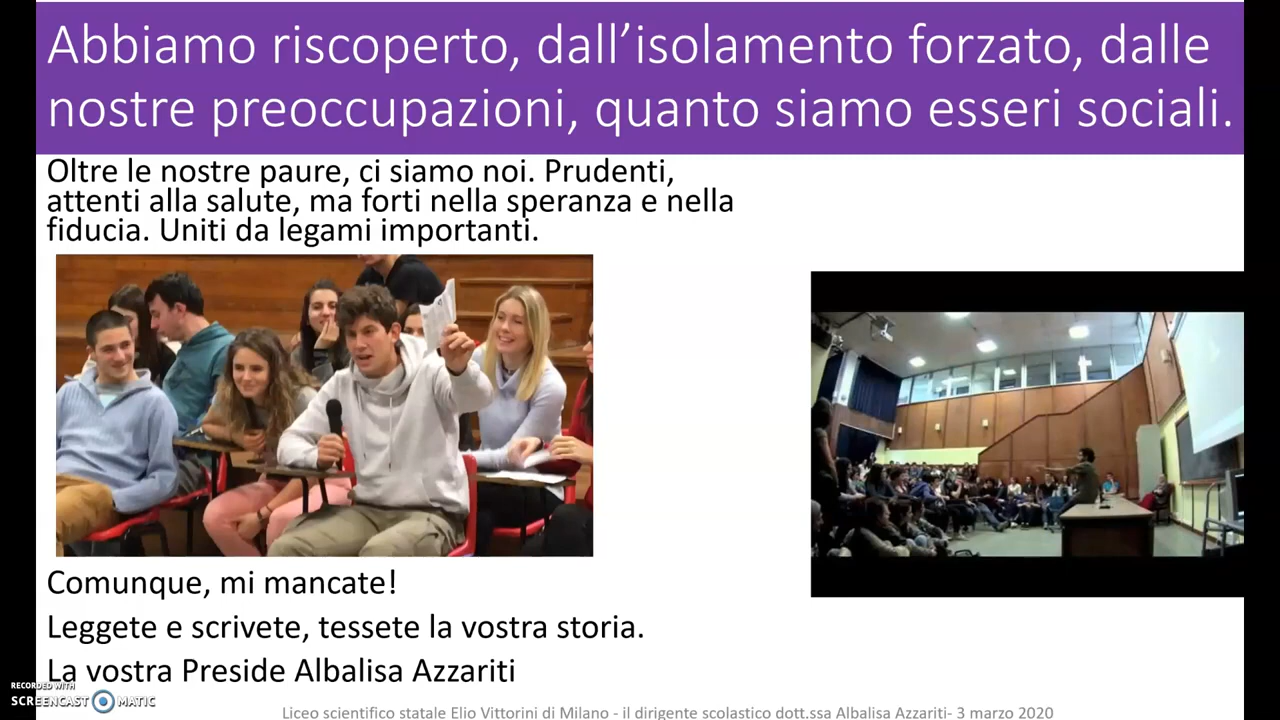 Abbiamo riscoperto, dall’isolamento forzato, dalle
nostre preoccupazioni, quanto siamo esseri sociali.
Oltre le nostre paure, ci siamo noi. Prudenti,
attenti alla salute, ma forti nella speranza e nella
fiducia. Uniti da legami importanti.
Comunque, mi mancate!
Leggete e scrivete, tessete la vostra storia.
La vostra Preside Albalisa Azzariti
RECORDED WITH
SCREENCAST MATIC
Liceo scientifico statale Elio Vittorini di Milano - il dirigente scolastico dott.ssa Albalisa Azzariti- 3 marzo 2020